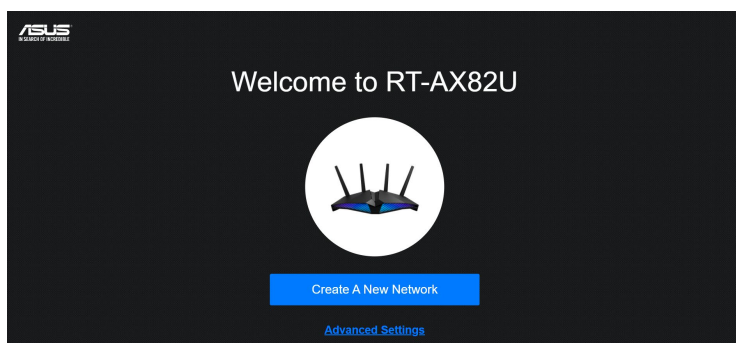 ASUS
IN SEARCH OF INCREDIBLE
Welcome to RT-AX82U
Create A New Network
Advanced Settings